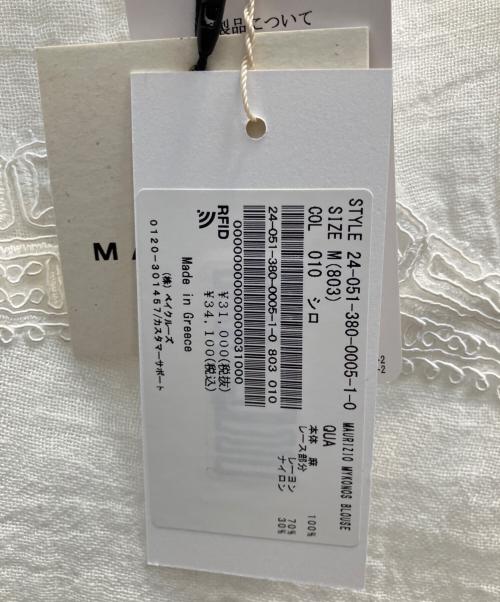 製品について
MA
STYLE 24-051-380-0005-1-0
SIZE M(803)
COL 010 シロ
24-051-380-0005-1-0 803 010
0000000000000000031000
RFID
¥31,000(税抜)
¥34,100(税込)
Made in Greece
(株) ベイクルーズ
0120-301457/カスタマーサポート
MAURIZIO MYKONOS BLOUSE
QUA
本体 麻 100%
レース部分
レーヨン 70%
ナイロン 30%